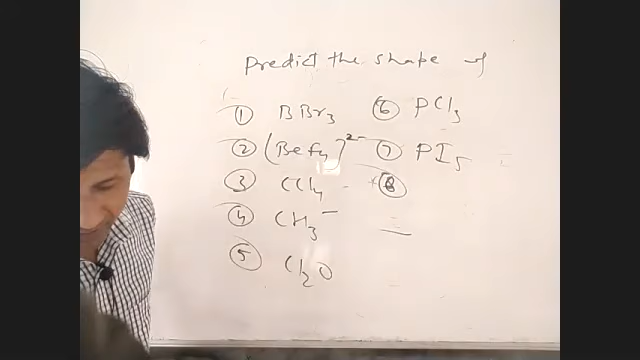 Predict the shape of
① BBr₃
② (BeF₄)²⁻
③ CCl₄
④ CH₃⁻
⑤ Cl₂O
⑥ PCl₃
⑦ PI₅
⑧